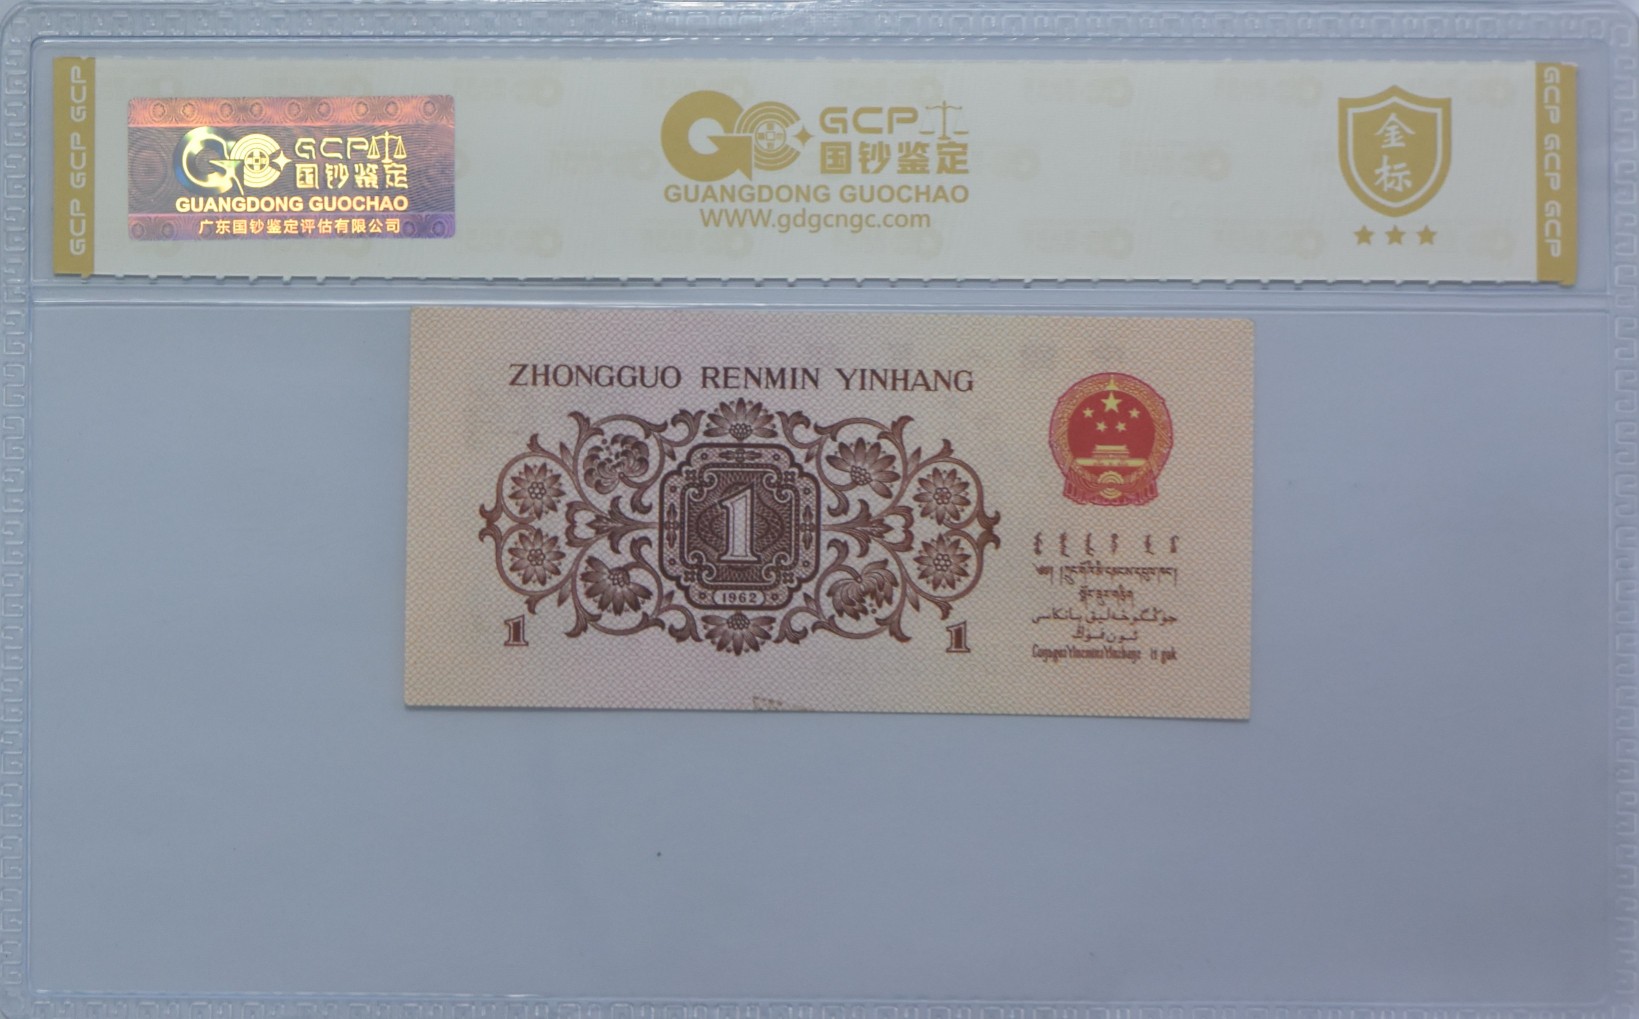 GCP GCP GCP
GCP
国钞鉴定
GUANGDONG GUOCHAO
广东国钞鉴定评估有限公司
GCP
国钞鉴定
GUANGDONG GUOCHAO
WWW.gdgcngc.com
金标
GCP GCP GCP
ZHONGGUO RENMIN YINHANG
1
1962
1
1